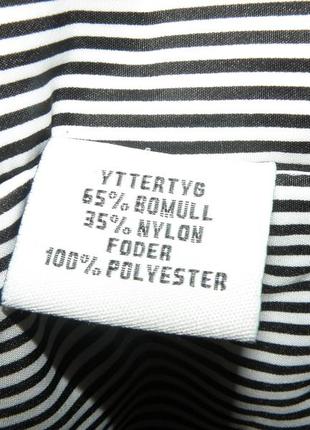 YTTERTYG
65% BOMULL
35% NYLON
FODER
100% POLYESTER